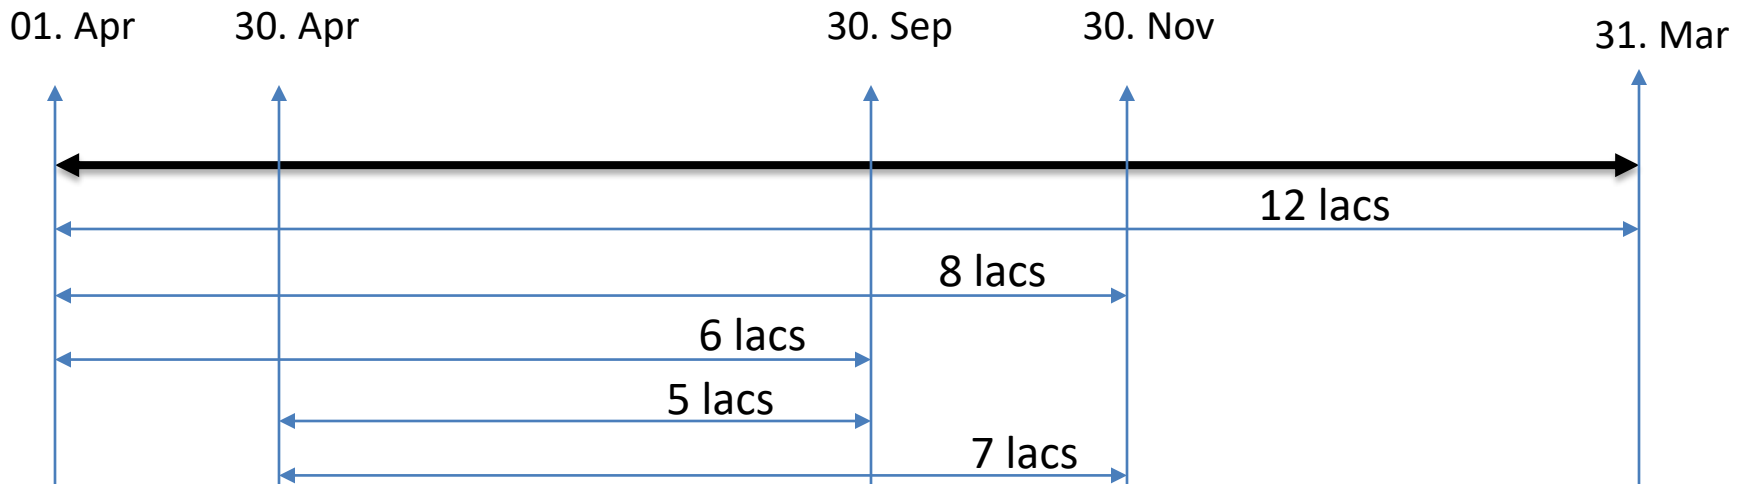 01. Apr
30. Apr
30. Sep
30. Nov
31. Mar
12 lacs
8 lacs
6 lacs
5 lacs
7 lacs